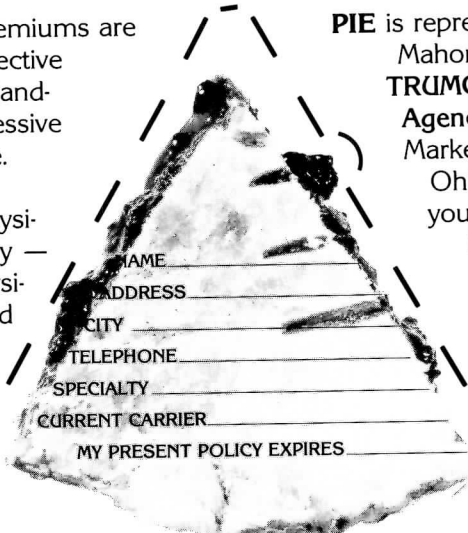 emiums are
ective
and-
essive
e.
ysi-
y —
ysi-
d
PIE is repre
Mahor
TRUMC
Agenc
Marke
Oh
you
NAME
ADDRESS
CITY
TELEPHONE
SPECIALTY
CURRENT CARRIER
MY PRESENT POLICY EXPIRES